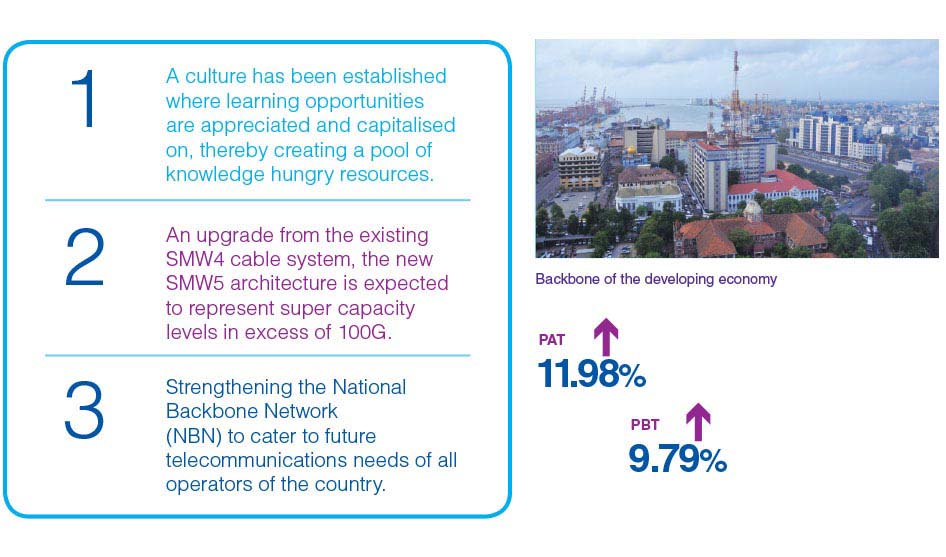 1
A culture has been established
where learning opportunities
are appreciated and capitalised
on, thereby creating a pool of
knowledge hungry resources.
2
An upgrade from the existing
SMW4 cable system, the new
SMW5 architecture is expected
to represent super capacity
levels in excess of 100G.
3
Strengthening the National
Backbone Network
(NBN) to cater to future
telecommunications needs of all
operators of the country.
Backbone of the developing economy
PAT
11.98%
PBT
9.79%